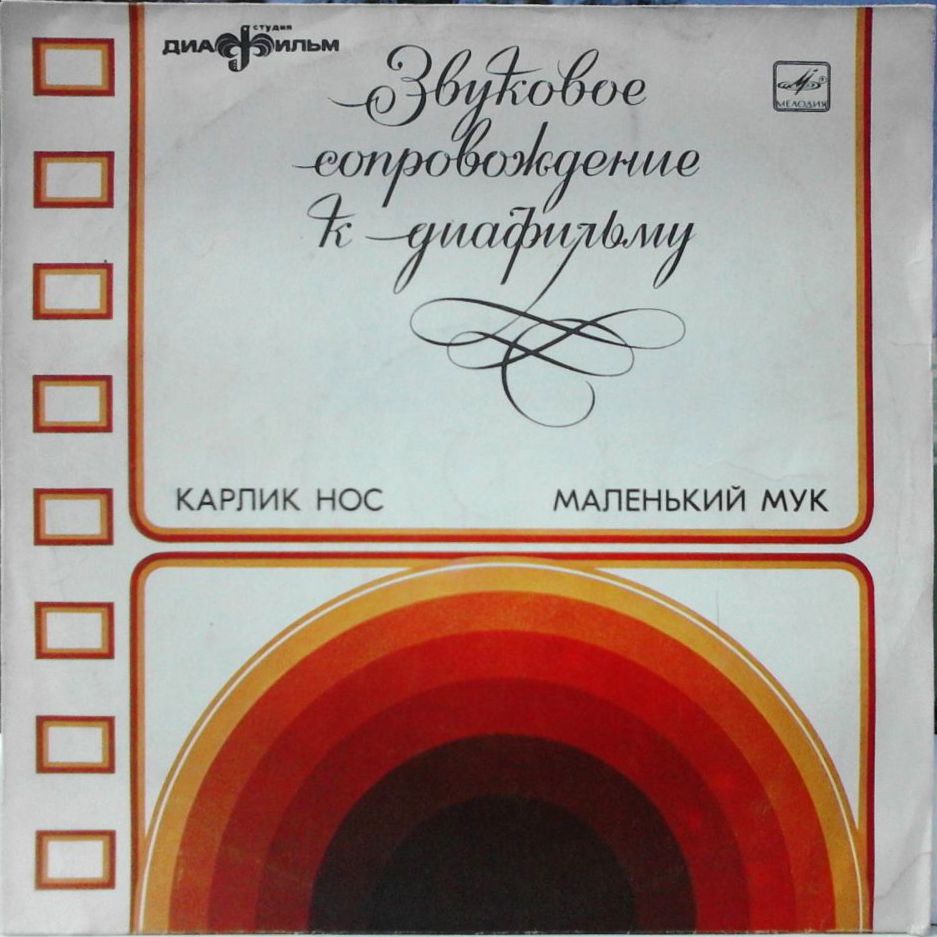 студия
ДИАФИЛЬМ
МЕЛОДИЯ
Звуковое
сопровождение
к диафильму
КАРЛИК НОС
МАЛЕНЬКИЙ МУК